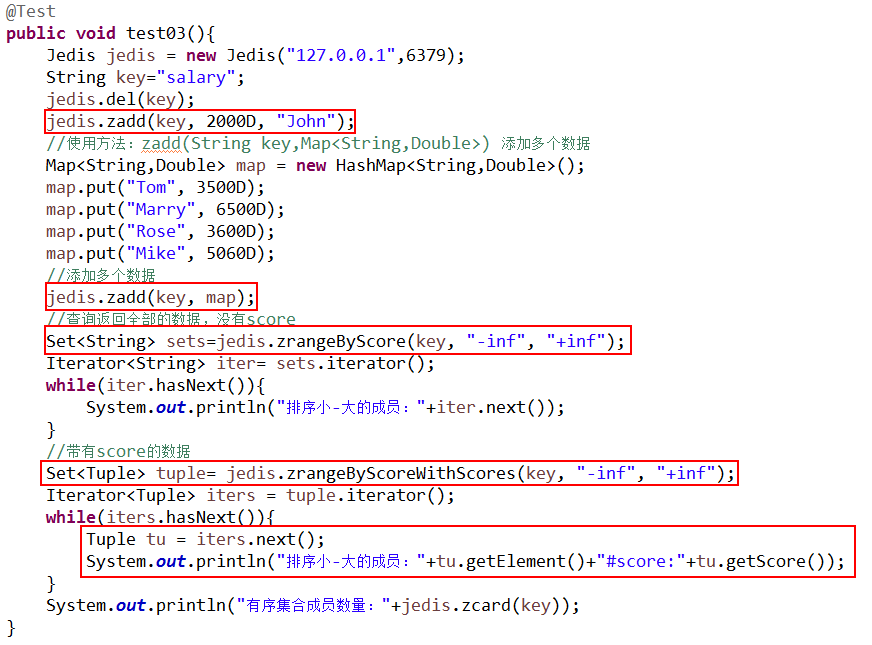 @Test
public void test03(){
    Jedis jedis = new Jedis("127.0.0.1",6379);
    String key="salary";
    jedis.del(key);
    jedis.zadd(key, 2000D, "John");
    //使用方法：zadd(String key,Map<String,Double>) 添加多个数据
    Map<String,Double> map = new HashMap<String,Double>();
    map.put("Tom", 3500D);
    map.put("Marry", 6500D);
    map.put("Rose", 3600D);
    map.put("Mike", 5060D);
    //添加多个数据
    jedis.zadd(key, map);
    //查询返回全部的数据，没有score
    Set<String> sets=jedis.zrangeByScore(key, "-inf", "+inf");
    Iterator<String> iter= sets.iterator();
    while(iter.hasNext()){
        System.out.println("排序小-大的成员："+iter.next());
    }
    //带有score的数据
    Set<Tuple> tuple= jedis.zrangeByScoreWithScores(key, "-inf", "+inf");
    Iterator<Tuple> iters = tuple.iterator();
    while(iters.hasNext()){
        Tuple tu = iters.next();
        System.out.println("排序小-大的成员："+tu.getElement()+"#score:"+tu.getScore());
    }
    System.out.println("有序集合成员数量："+jedis.zcard(key));
}